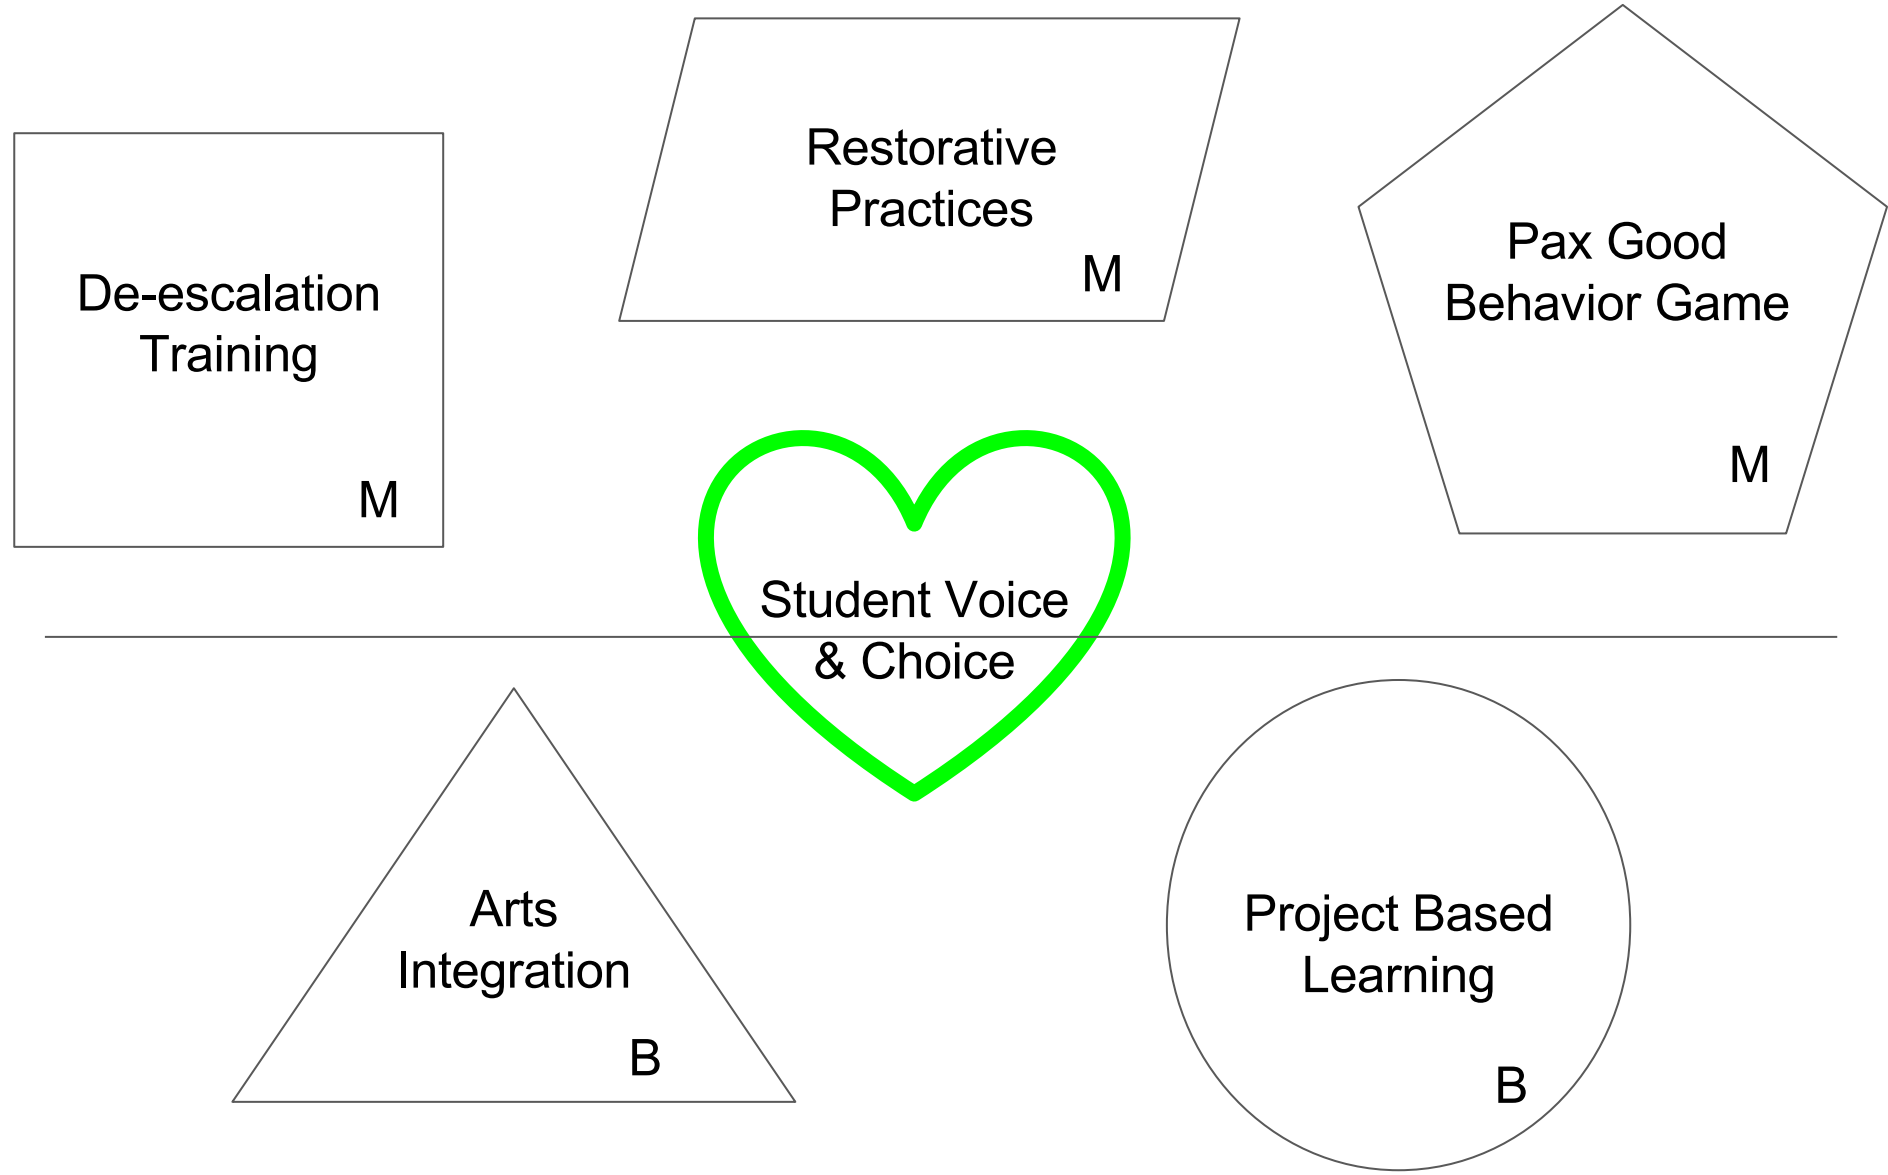 De-escalation
Training
M
Restorative
Practices
M
Pax Good
Behavior Game
M
Student Voice
& Choice
Arts
Integration
B
Project Based
Learning
B